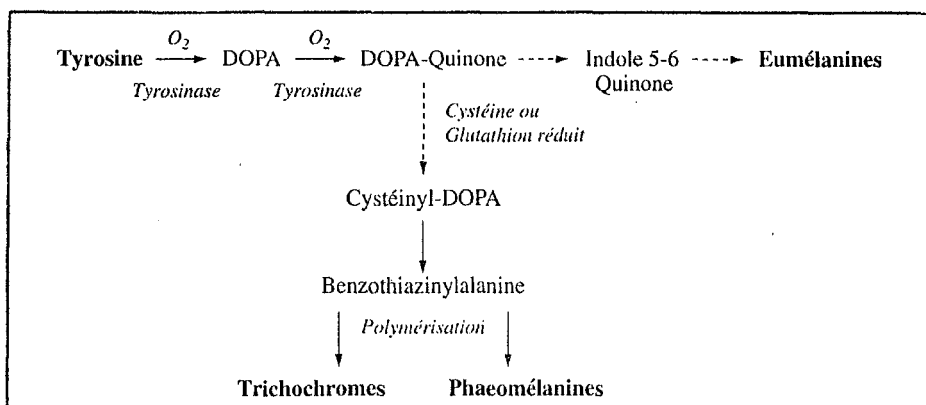 O2 O2
Tyrosine DOPA DOPA-Quinone Indole 5-6 Eumélanines
Tyrosinase Tyrosinase Quinone
Cystéine ou
Glutathion réduit
Cystéinyl-DOPA
Benzothiazinylalanine
Polymérisation
Trichochromes Phaeomélanines